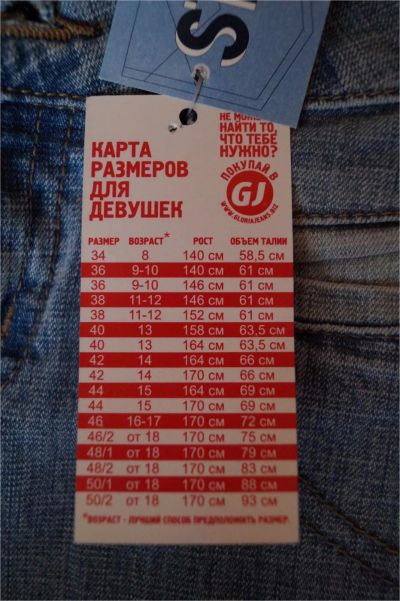 НЕ МОЖЕ
НАЙТИ ТО,
ЧТО ТЕБЕ
НУЖНО?
ПОКУПАЙ В
GJ
WWW.GLORIAJEANS.BIZ
КАРТА
РАЗМЕРОВ
ДЛЯ
ДЕВУШЕК
РАЗМЕР ВОЗРАСТ* РОСТ ОБЪЕМ ТАЛИИ
34 8 140 СМ 58,5 СМ
36 9-10 140 СМ 61 СМ
36 9-10 146 СМ 61 СМ
38 11-12 146 СМ 61 СМ
38 11-12 152 СМ 61 СМ
40 13 158 СМ 63,5 СМ
40 13 164 СМ 63,5 СМ
42 14 164 СМ 66 СМ
42 14 170 СМ 66 СМ
44 15 164 СМ 69 СМ
44 15 170 СМ 69 СМ
46 16-17 170 СМ 72 СМ
46/2 от 18 170 СМ 75 СМ
48/1 от 18 170 СМ 79 СМ
48/2 от 18 170 СМ 83 СМ
50/1 от 18 170 СМ 88 СМ
50/2 от 18 170 СМ 93 СМ
*ВОЗРАСТ - ЛУЧШИЙ СПОСОБ ПРЕДПОЛОЖИТЬ РАЗМЕР.